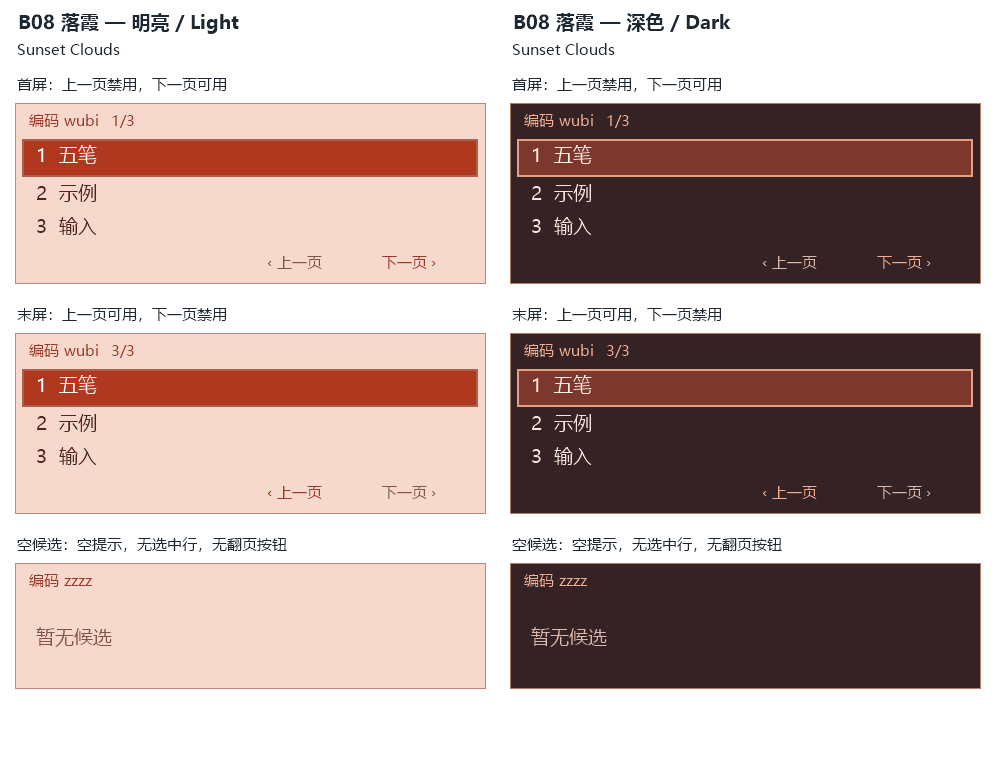 B08 落霞 — 明亮 / Light
Sunset Clouds
首屏：上一页禁用，下一页可用
编码 wubi 1/3
1 五笔
2 示例
3 输入
‹ 上一页 下一页 ›
末屏：上一页可用，下一页禁用
编码 wubi 3/3
1 五笔
2 示例
3 输入
‹ 上一页 下一页 ›
空候选：空提示，无选中行，无翻页按钮
编码 zzzz
暂无候选
B08 落霞 — 深色 / Dark
Sunset Clouds
首屏：上一页禁用，下一页可用
编码 wubi 1/3
1 五笔
2 示例
3 输入
‹ 上一页 下一页 ›
末屏：上一页可用，下一页禁用
编码 wubi 3/3
1 五笔
2 示例
3 输入
‹ 上一页 下一页 ›
空候选：空提示，无选中行，无翻页按钮
编码 zzzz
暂无候选